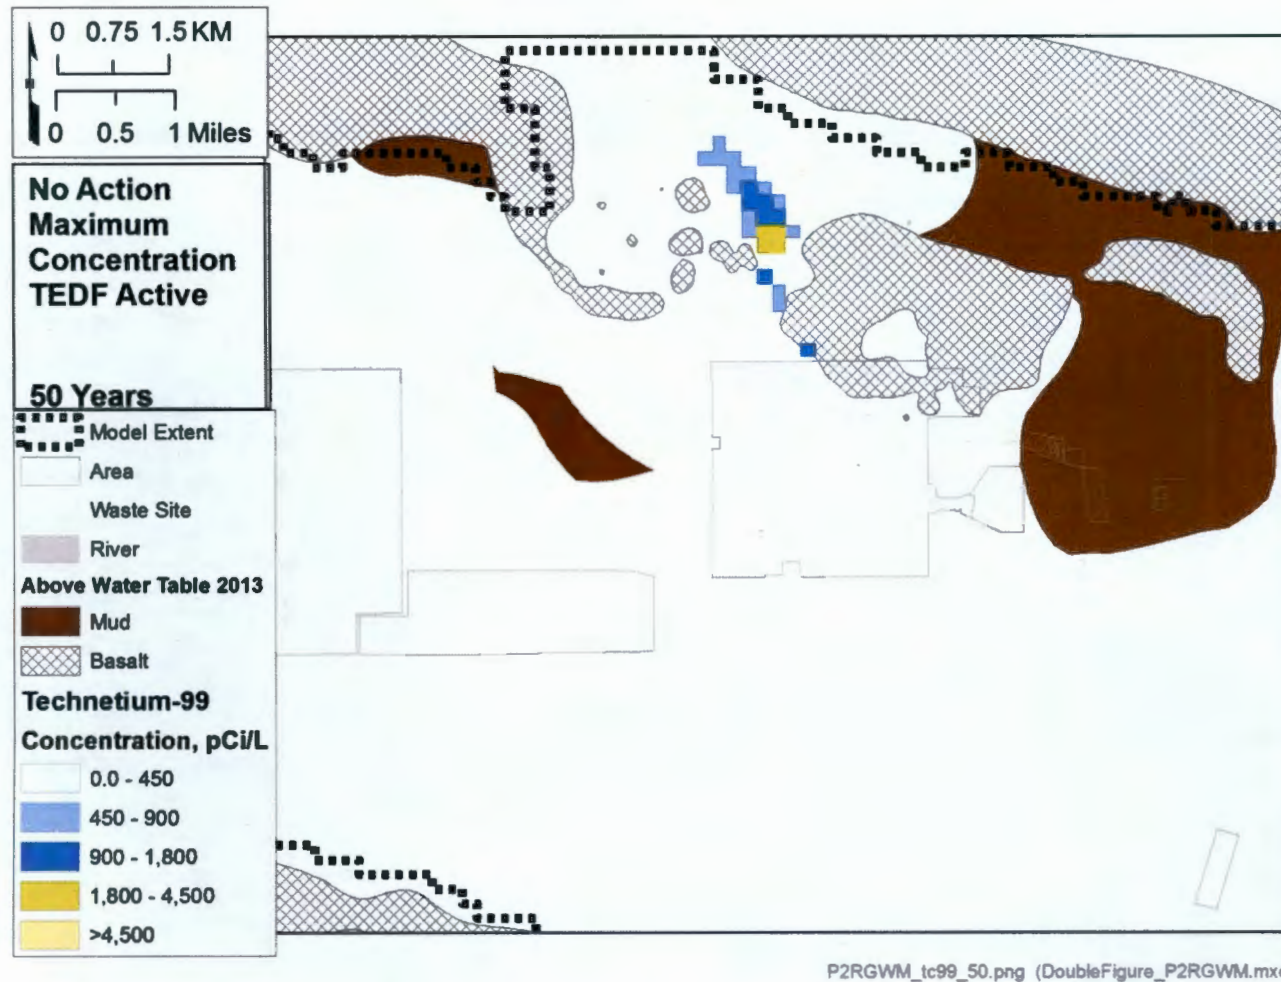 0 0.75 1.5 KM
0 0.5 1 Miles
No Action
Maximum
Concentration
TEDF Active
50 Years
Model Extent
Area
Waste Site
River
Above Water Table 2013
Mud
Basalt
Technetium-99
Concentration, pCi/L
0.0 - 450
450 - 900
900 - 1,800
1,800 - 4,500
>4,500
P2RGWM_tc99_50.png (DoubleFigure_P2RGWM.mxd